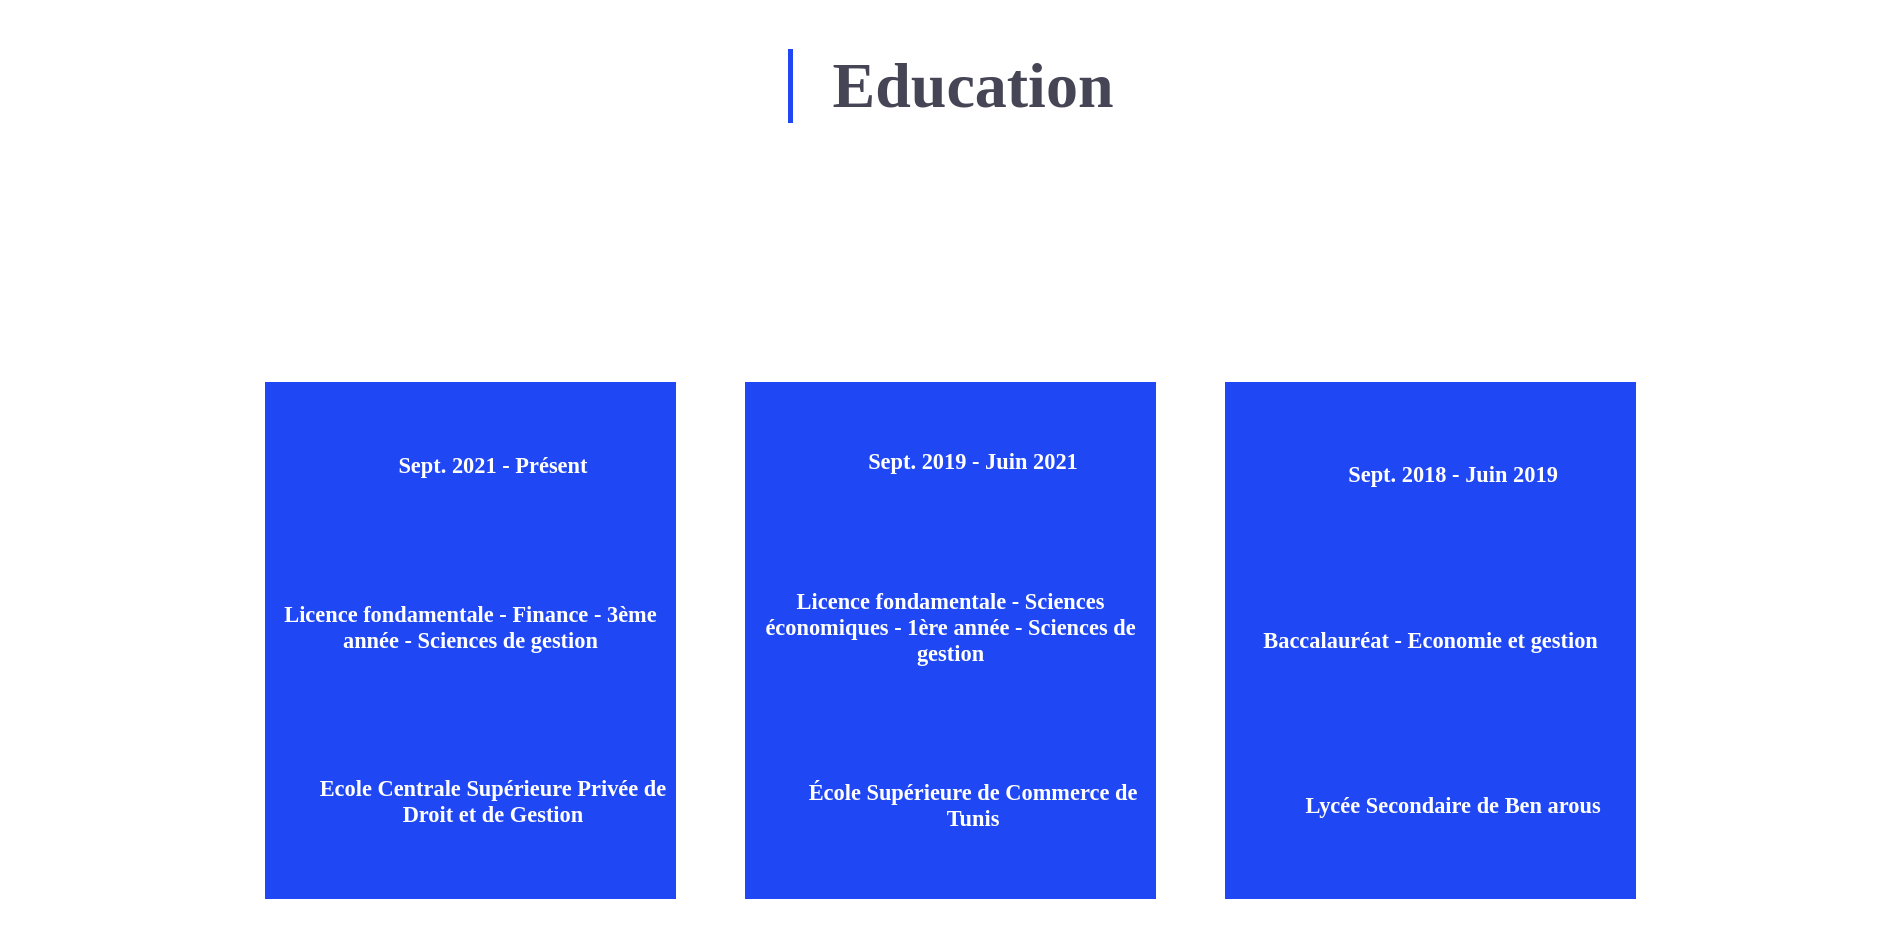 Education
Sept. 2021 - Présent
Licence fondamentale - Finance - 3ème
année - Sciences de gestion
Ecole Centrale Supérieure Privée de
Droit et de Gestion
Sept. 2019 - Juin 2021
Licence fondamentale - Sciences
économiques - 1ère année - Sciences de
gestion
École Supérieure de Commerce de
Tunis
Sept. 2018 - Juin 2019
Baccalauréat - Economie et gestion
Lycée Secondaire de Ben arous